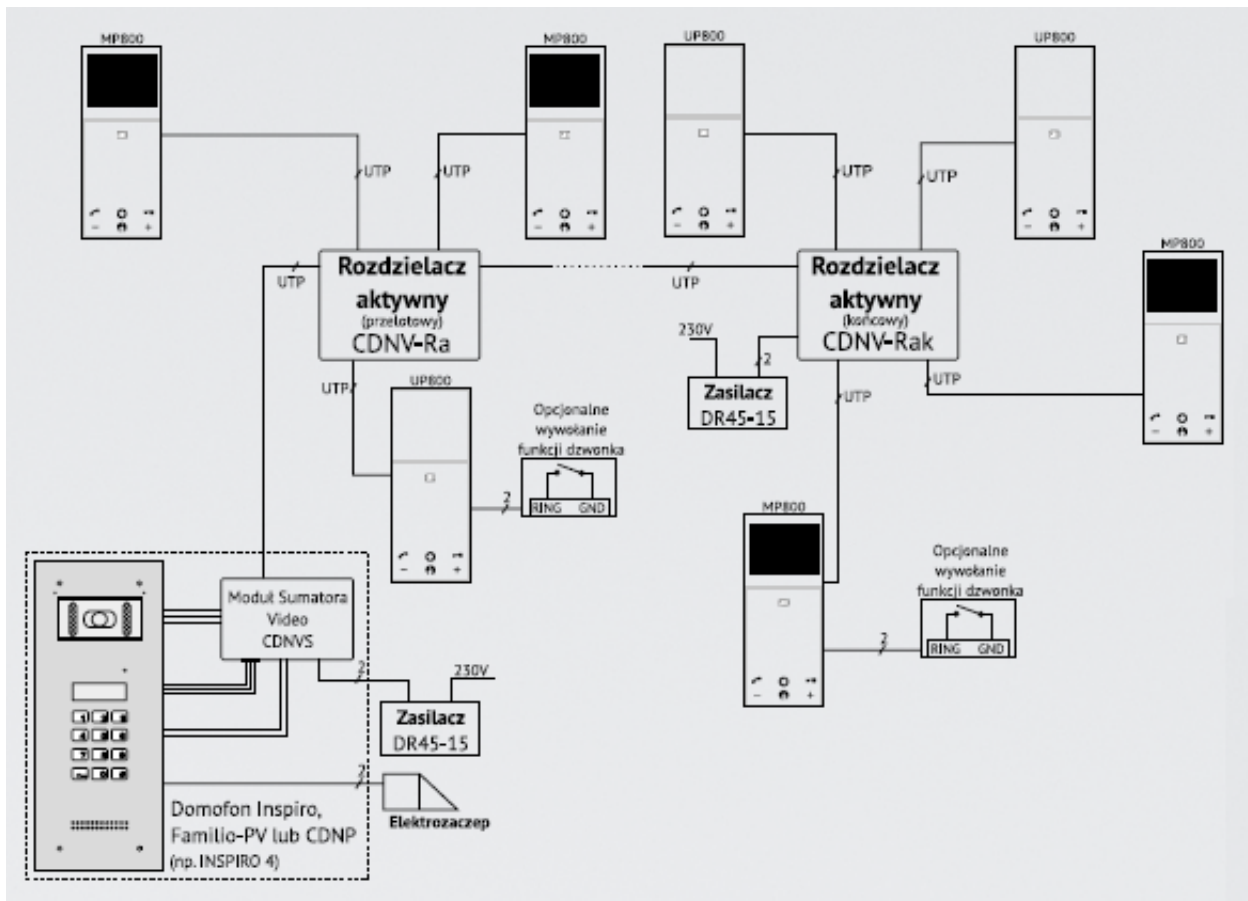 MP800
MP800
UP800
UP800
UTP
UTP
UTP
UTP
MP800
Rozdzielacz
aktywny
(przelotowy)
CDNV-Ra
UTP
UTP
Rozdzielacz
aktywny
(końcowy)
CDNV-Rak
230V
2
UTP
UP800
Zasilacz
DR45-15
UTP
UTP
Opcjonalne
wywołanie
funkcji dzwonka
2
RING GND
MP800
Opcjonalne
wywołanie
funkcji dzwonka
2
RING GND
Moduł Sumatora
Video
CDNVS
2
230V
Zasilacz
DR45-15
2
Elektrozaczep
Domofon Inspiro,
Familio-PV lub CDNP
(np. INSPIRO 4)